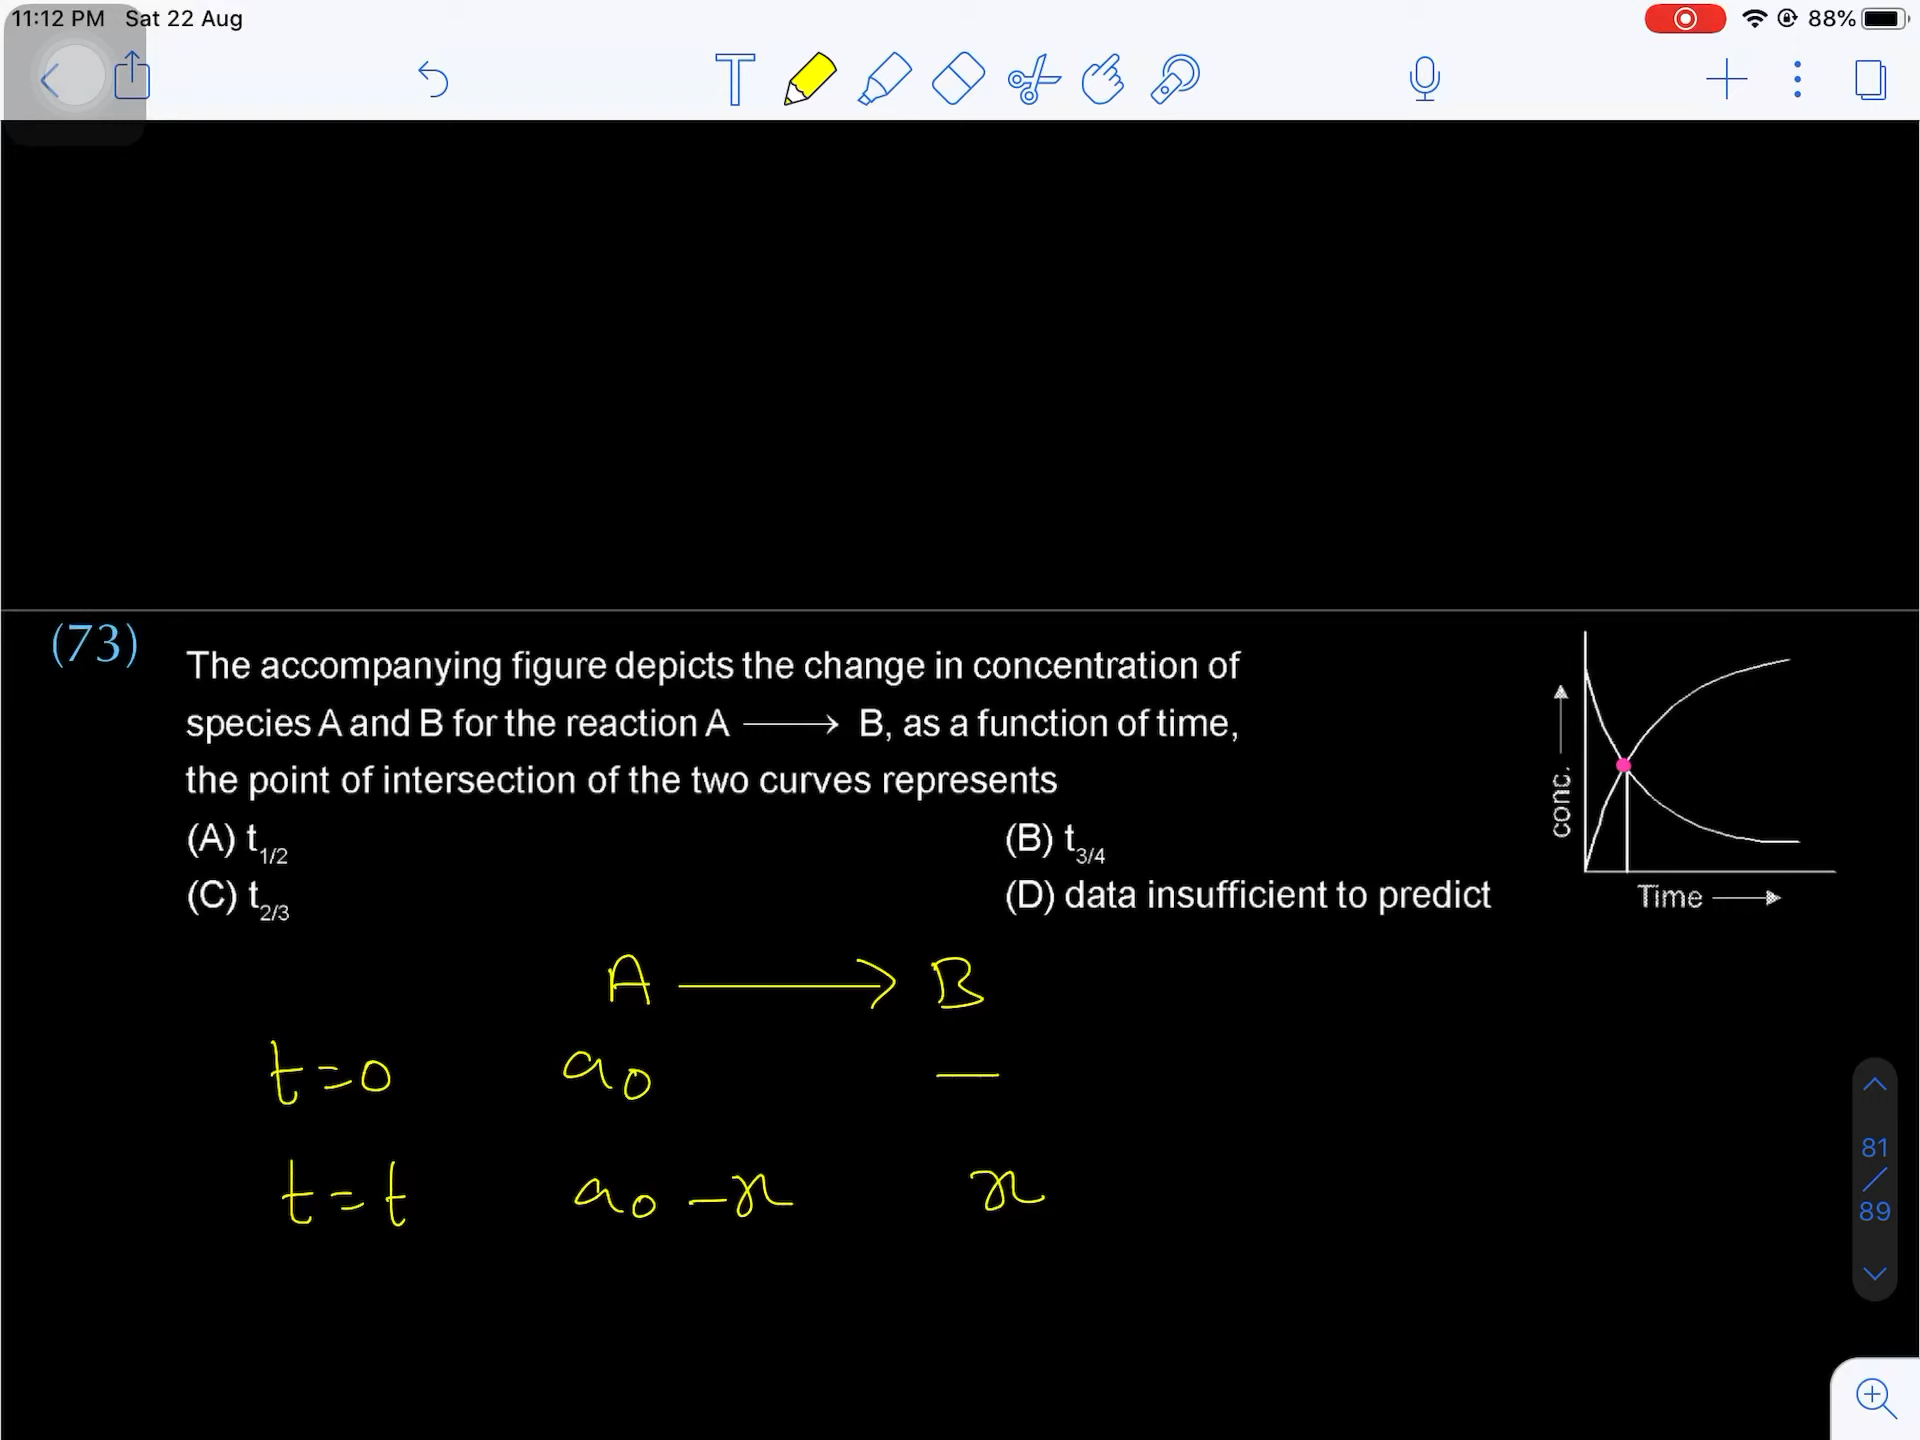 11:12 PM Sat 22 Aug 88%
T
(73)
The accompanying figure depicts the change in concentration of
species A and B for the reaction A ⟶ B, as a function of time,
the point of intersection of the two curves represents
(A) t1/2 (B) t3/4
(C) t2/3 (D) data insufficient to predict
conc. ⟶
Time ⟶
A ⟶ B
t=0 a0 —
t=t a0-x x
81
/
89